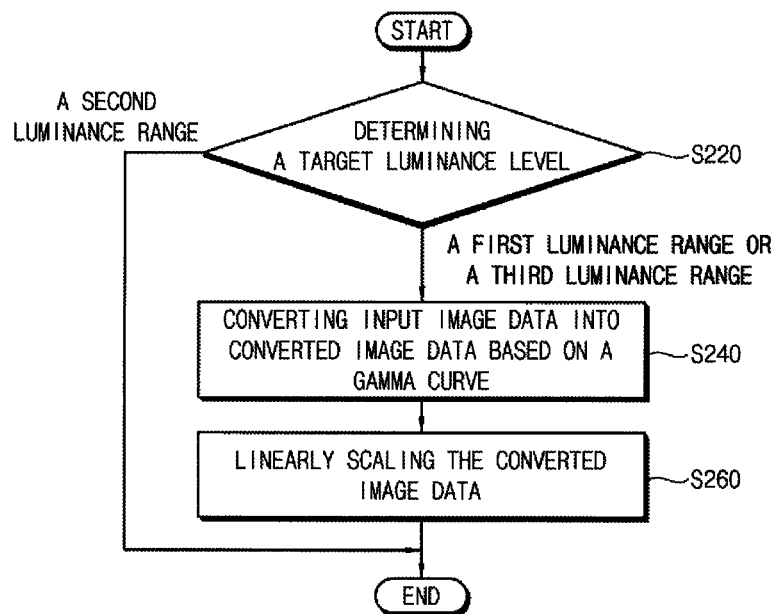 START
A SECOND
LUMINANCE RANGE
DETERMINING
A TARGET LUMINANCE LEVEL
S220
A FIRST LUMINANCE RANGE OR
A THIRD LUMINANCE RANGE
CONVERTING INPUT IMAGE DATA INTO
CONVERTED IMAGE DATA BASED ON A
GAMMA CURVE
S240
LINEARLY SCALING THE CONVERTED
IMAGE DATA
S260
END